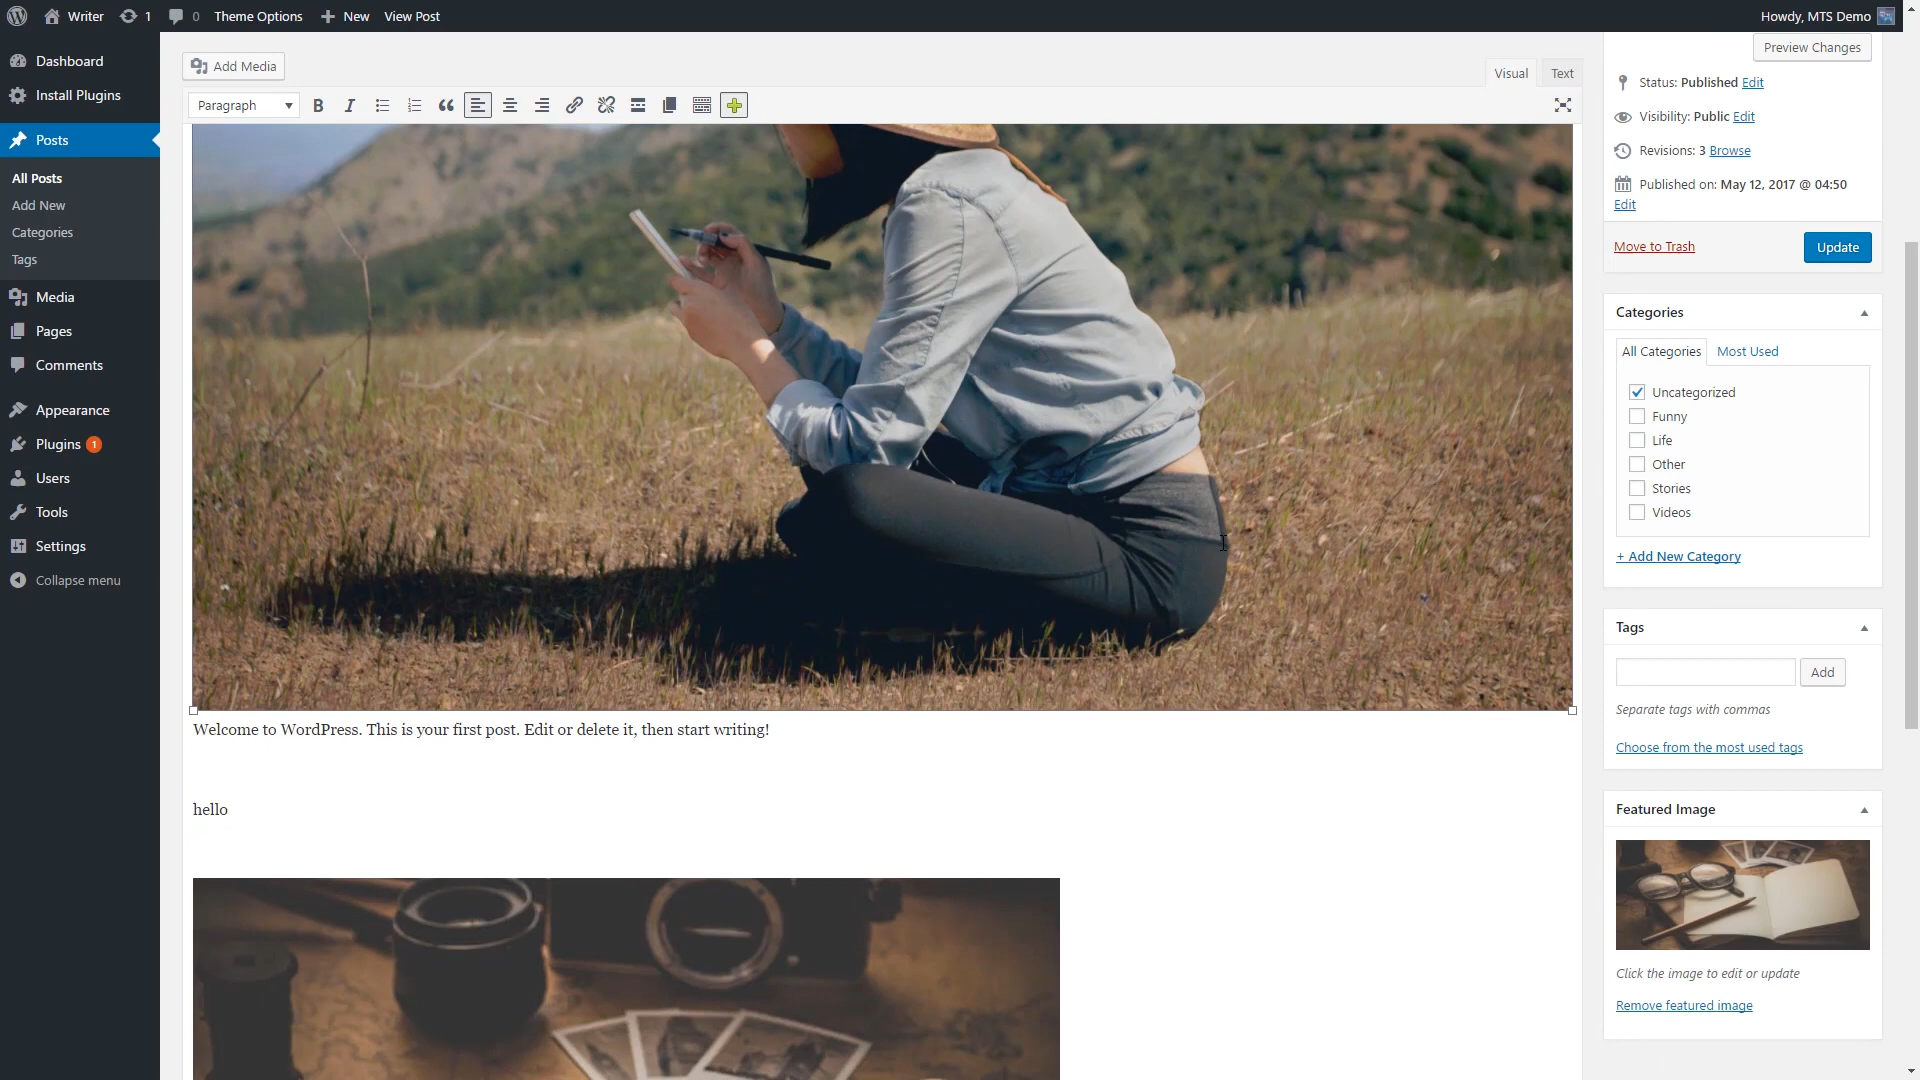 Writer 1 0 Theme Options New View Post Howdy, MTS Demo
Dashboard
Install Plugins
Posts
All Posts
Add New
Categories
Tags
Media
Pages
Comments
Appearance
Plugins 1
Users
Tools
Settings
Collapse menu
Add Media
Visual Text
Paragraph
Welcome to WordPress. This is your first post. Edit or delete it, then start writing!
hello
Preview Changes
Status: Published Edit
Visibility: Public Edit
Revisions: 3 Browse
Published on: May 12, 2017 @ 04:50
Edit
Move to Trash Update
Categories
All Categories Most Used
Uncategorized
Funny
Life
Other
Stories
Videos
+ Add New Category
Tags
Add
Separate tags with commas
Choose from the most used tags
Featured Image
Click the image to edit or update
Remove featured image